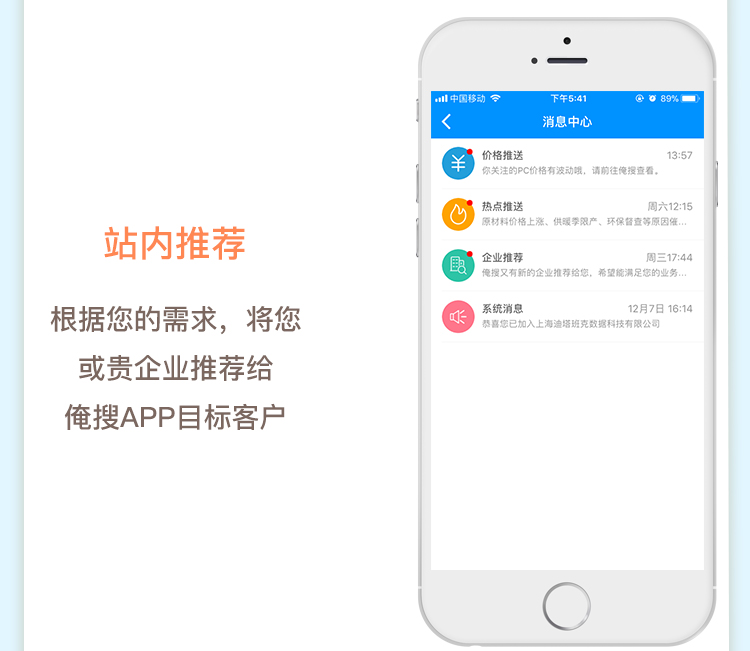 站内推荐
根据您的需求，将您
或贵企业推荐给
俺搜APP目标客户
中国移动 下午5:41 89%
消息中心
价格推送 13:57
你关注的PC价格有波动哦，请前往俺搜查看。
热点推送 周六12:15
原材料价格上涨、供暖季限产、环保督查等原因催...
企业推荐 周三17:44
俺搜又有新的企业推荐给您，希望能满足您的业务...
系统消息 12月7日 16:14
恭喜您已加入上海迪塔班克数据科技有限公司